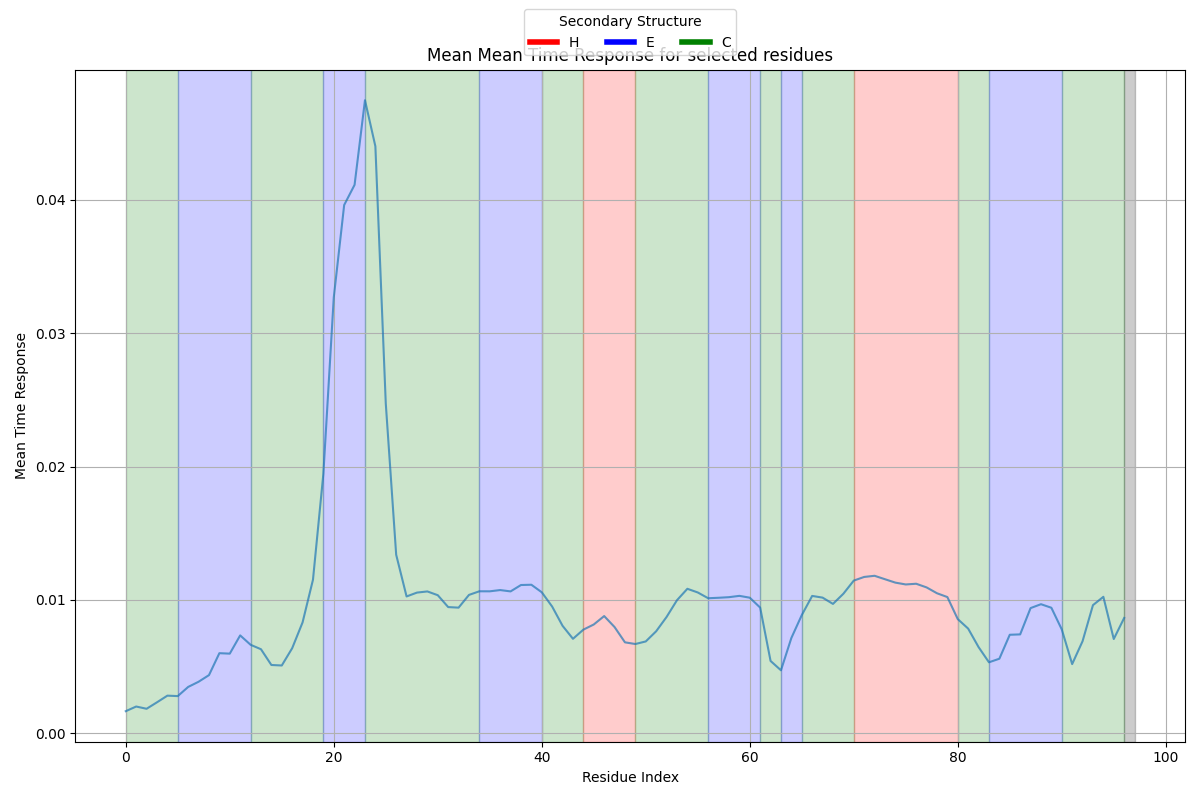 Secondary Structure
H E C
Mean Mean Time Response for selected residues
Mean Time Response
0.04
0.03
0.02
0.01
0.00
0 20 40 60 80 100
Residue Index